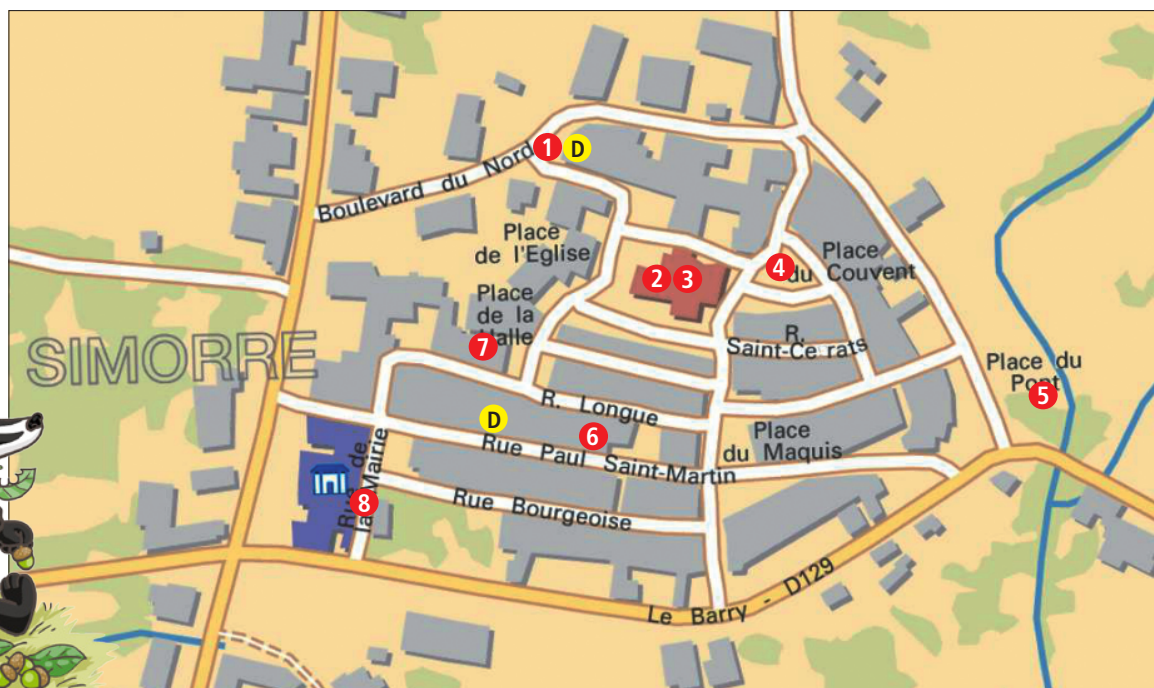 Boulevard du Nord
1
D
Place
de l'Eglise
2
3
4
Place
du Couvent
Place
de la
Halle
7
SIMORRE
R.
Saint-Cerats
Place du
Pont
5
R. Longue
D
6
Rue Paul Saint-Martin
Place
du Maquis
Rue de
la Mairie
8
Rue Bourgeoise
Le Barry - D129